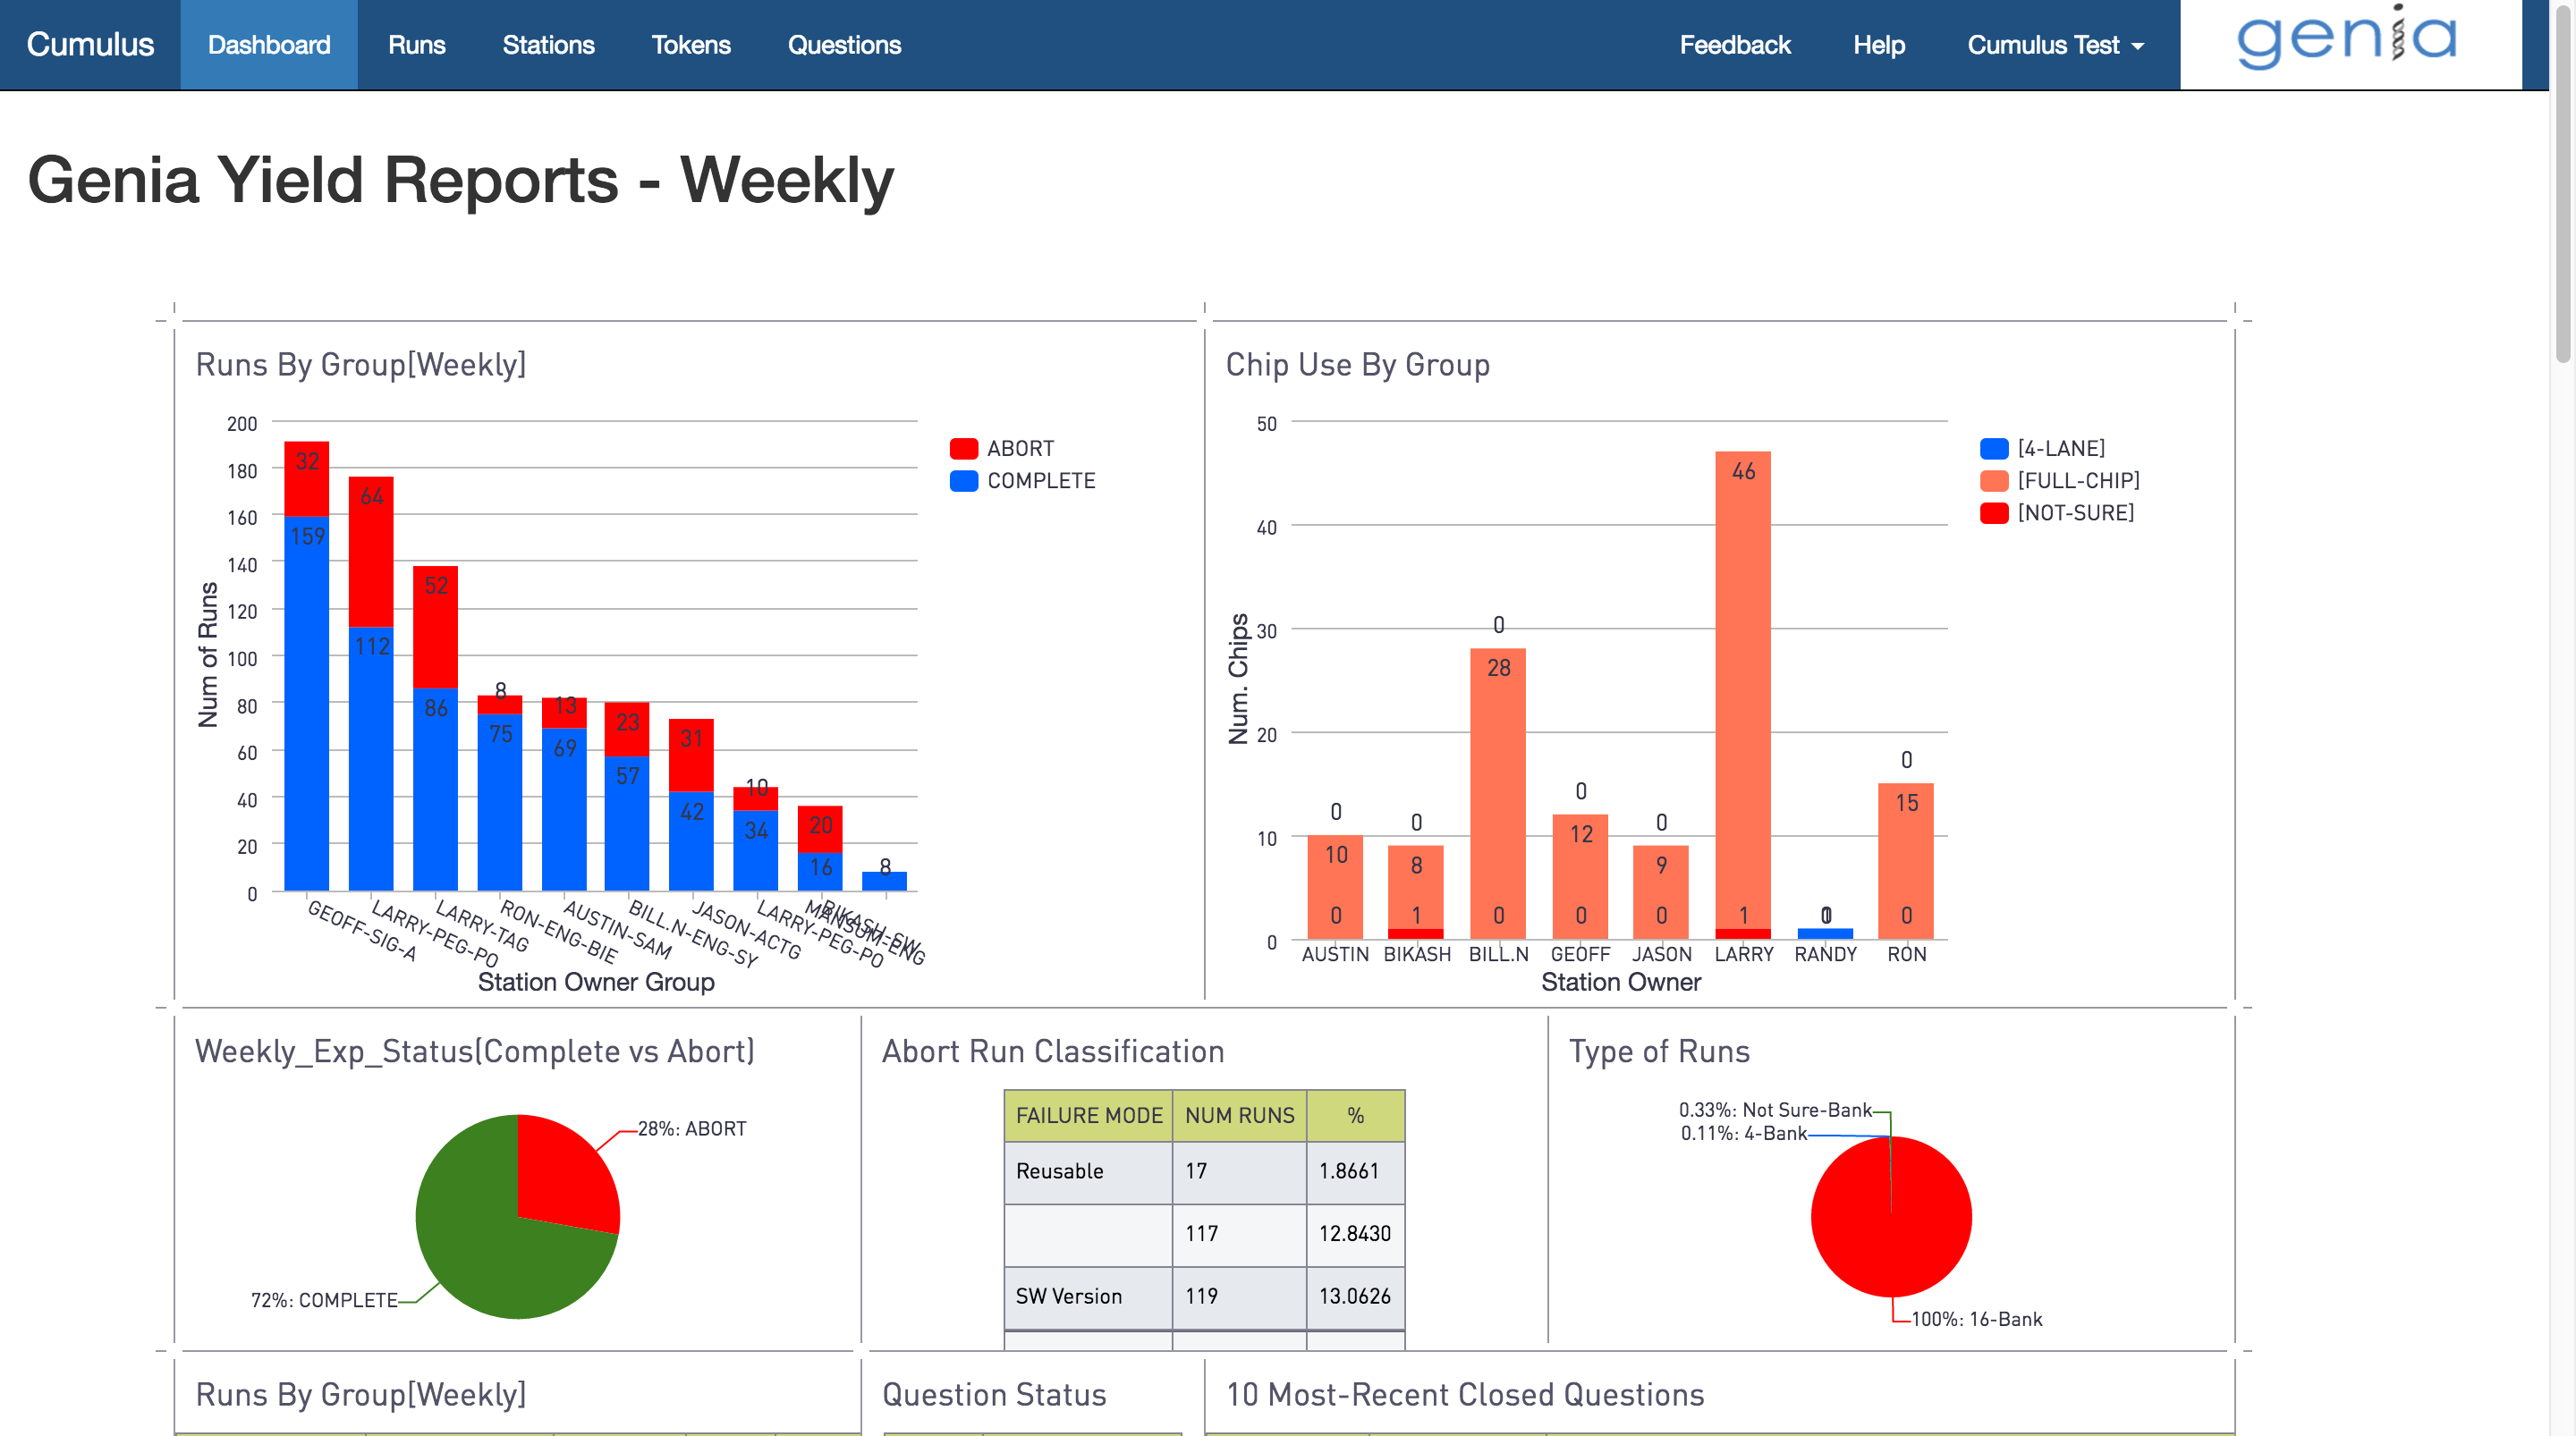 Cumulus Dashboard Runs Stations Tokens Questions Feedback Help Cumulus Test genia
Genia Yield Reports - Weekly
Runs By Group[Weekly]
200
180
160
140
120
100
80
60
40
20
0
Num of Runs
32
159
64
112
52
86
8
75
13
69
23
57
31
42
10
34
20
16
8
GEOFF-SIG-A
LARRY-PEG-PO
LARRY-TAG
RON-ENG-BIE
AUSTIN-SAM
BILL.N-ENG-SY
JASON-ACTG
LARRY-PEG-PO
MANSUM-ENG
BIKASH-SW-
Station Owner Group
ABORT
COMPLETE
Chip Use By Group
50
40
30
20
10
0
Num. Chips
0
10
0
0
8
1
0
28
0
0
12
0
0
9
0
46
1
0
0
15
0
AUSTIN BIKASH BILL.N GEOFF JASON LARRY RANDY RON
Station Owner
[4-LANE]
[FULL-CHIP]
[NOT-SURE]
Weekly_Exp_Status(Complete vs Abort)
28%: ABORT
72%: COMPLETE
Abort Run Classification
FAILURE MODE NUM RUNS %
Reusable 17 1.8661
117 12.8430
SW Version 119 13.0626
Type of Runs
0.33%: Not Sure-Bank
0.11%: 4-Bank
100%: 16-Bank
Runs By Group[Weekly]
Question Status
10 Most-Recent Closed Questions